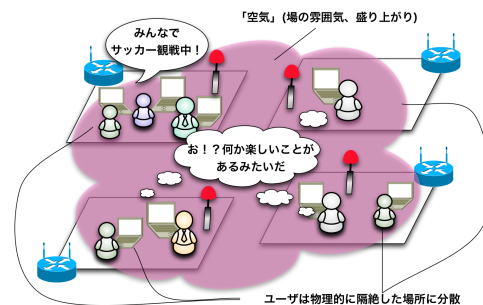 「空気」(場の雰囲気、盛り上がり)
みんなで
サッカー観戦中！
お！？何か楽しいことが
あるみたいだ
ユーザは物理的に隔絶した場所に分散